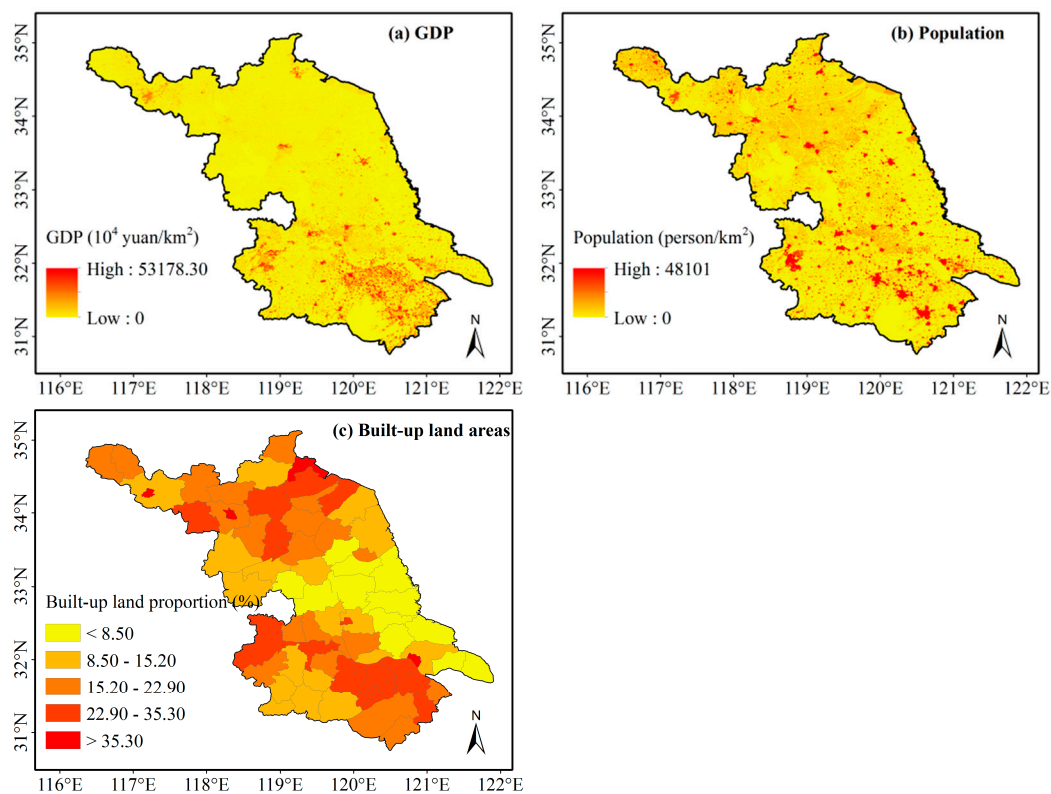 (a) GDP
35°N
34°N
33°N
32°N
31°N
GDP (10⁴ yuan/km²)
High : 53178.30
Low : 0
N
116°E 117°E 118°E 119°E 120°E 121°E 122°E
(b) Population
35°N
34°N
33°N
32°N
31°N
Population (person/km²)
High : 48101
Low : 0
N
116°E 117°E 118°E 119°E 120°E 121°E 122°E
(c) Built-up land areas
35°N
34°N
33°N
32°N
31°N
Built-up land proportion (%)
< 8.50
8.50 - 15.20
15.20 - 22.90
22.90 - 35.30
> 35.30
N
116°E 117°E 118°E 119°E 120°E 121°E 122°E